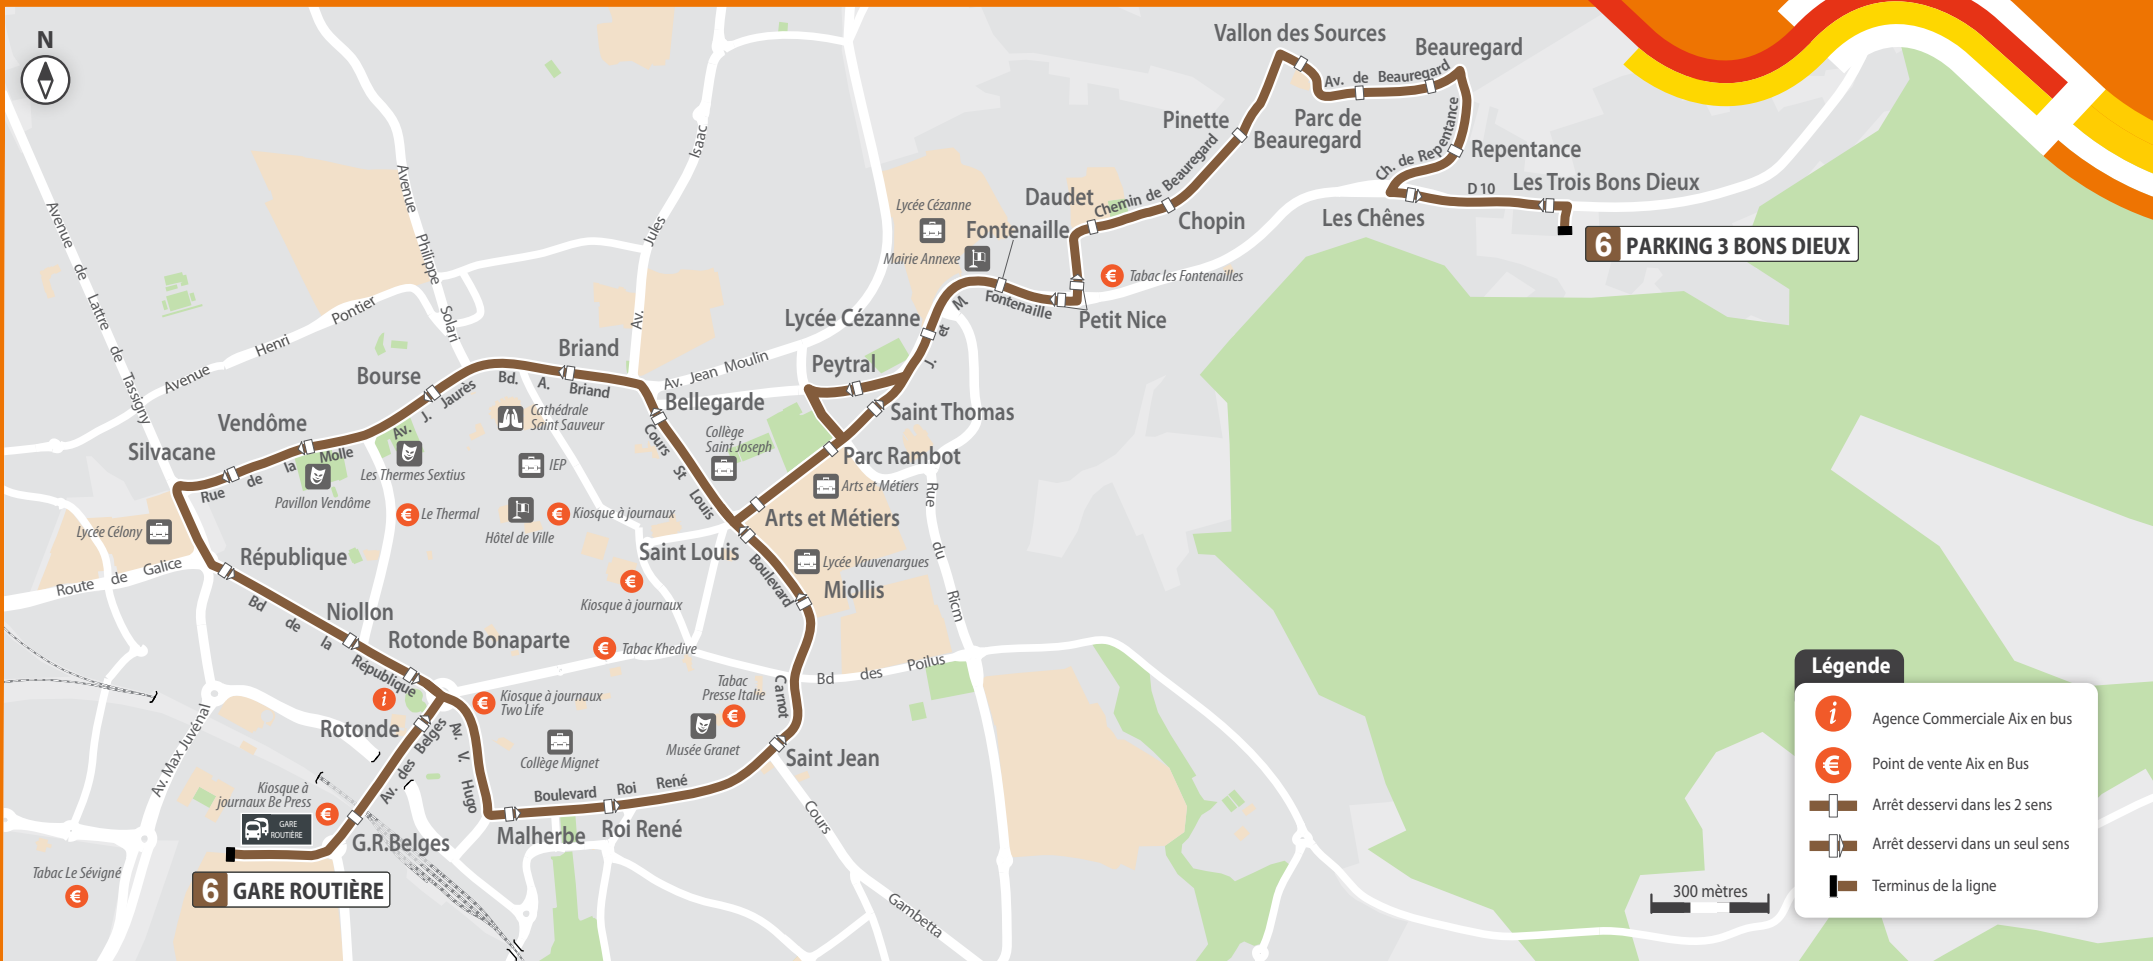 N
Vallon des Sources
Beauregard
Av. de Beauregard
Parc de
Beauregard
Pinette
Ch. de Repentance
Repentance
D 10
Les Trois Bons Dieux
Les Chênes
6 PARKING 3 BONS DIEUX
Chemin de Beauregard
Chopin
Daudet
Fontenaille
Lycée Cézanne
Mairie Annexe
Tabac les Fontenailles
Fontenaille
Petit Nice
Lycée Cézanne
J. et M.
Peytral
Saint Thomas
Parc Rambot
Arts et Métiers
Arts et Métiers
Rue du Ricm
Avenue de Lattre de Tassigny
Avenue Philippe Solari
Av. Jules Isaac
Avenue Henri Pontier
Av. Jean Moulin
Briand
Bd. A. Briand
Bourse
Av. J. Jaurès
Vendôme
Silvacane
Rue de la Molle
Pavillon Vendôme
Les Thermes Sextius
Cathédrale
Saint Sauveur
IEP
Bellegarde
Collège
Saint Joseph
Cours St Louis
Le Thermal
Hôtel de Ville
Kiosque à journaux
Saint Louis
Lycée Vauvenargues
Boulevard Carnot
Miollis
Lycée Célony
Route de Galice
République
Kiosque à journaux
Bd de la République
Niollon
Rotonde Bonaparte
Tabac Khedive
Bd des Poilus
Tabac
Presse Italie
Musée Granet
Kiosque à journaux
Two Life
Rotonde
Av. des Belges
Av. V. Hugo
Collège Mignet
Saint Jean
Av. Max Juvénal
Kiosque à
journaux Be Press
GARE
ROUTIÈRE
G.R.Belges
Malherbe
Boulevard Roi René
Roi René
Cours Gambetta
Tabac Le Sévigné
6 GARE ROUTIÈRE
300 mètres
Légende
i Agence Commerciale Aix en bus
€ Point de vente Aix en Bus
Arrêt desservi dans les 2 sens
Arrêt desservi dans un seul sens
Terminus de la ligne